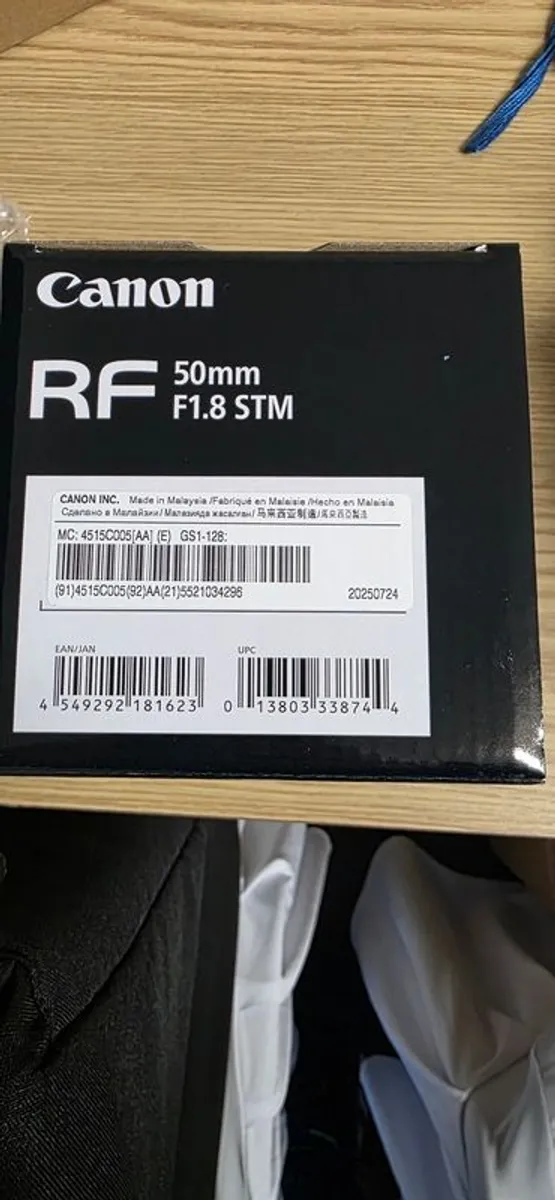 Canon
RF 50mm
F1.8 STM
CANON INC. Made in Malaysia /Fabriqué en Malaisie /Hecho en Malaisia
Сделано в Малайзии/ Малайзияда жасалған/ 马来西亚制造/馬來西亞製造
MC: 4515C005[AA] (E) GS1-128:
(91)4515C005(92)AA(21)5521034296 20250724
EAN/JAN UPC
4 549292 181623 0 13803 33874 4